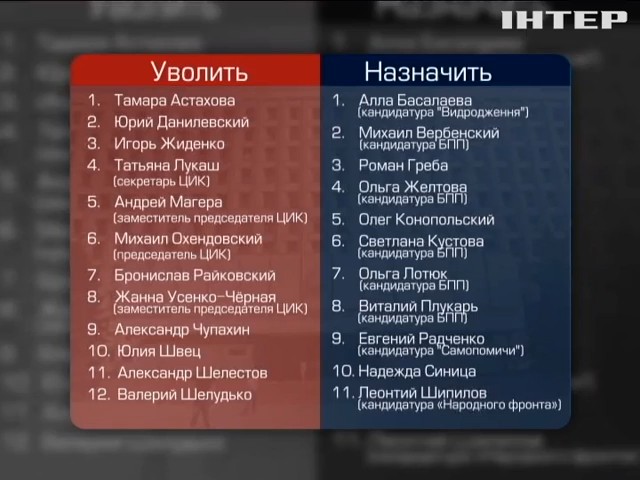 ІНТЕР
Уволить
1. Тамара Астахова
2. Юрий Данилевский
3. Игорь Жиденко
4. Татьяна Лукаш
(секретарь ЦИК)
5. Андрей Магера
(заместитель председателя ЦИК)
6. Михаил Охендовский
(председатель ЦИК)
7. Бронислав Райковский
8. Жанна Усенко-Чёрная
(заместитель председателя ЦИК)
9. Александр Чупахин
10. Юлия Швец
11. Александр Шелестов
12. Валерий Шелудько
Назначить
1. Алла Басалаева
(кандидатура "Видродження")
2. Михаил Вербенский
(кандидатура БПП)
3. Роман Греба
4. Ольга Желтова
(кандидатура БПП)
5. Олег Конопольский
6. Светлана Кустова
(кандидатура БПП)
7. Ольга Лотюк
(кандидатура БПП)
8. Виталий Плукарь
(кандидатура БПП)
9. Евгений Радченко
(кандидатура "Самопомичи")
10. Надежда Синица
11. Леонтий Шипилов
(кандидатура «Народного фронта»)